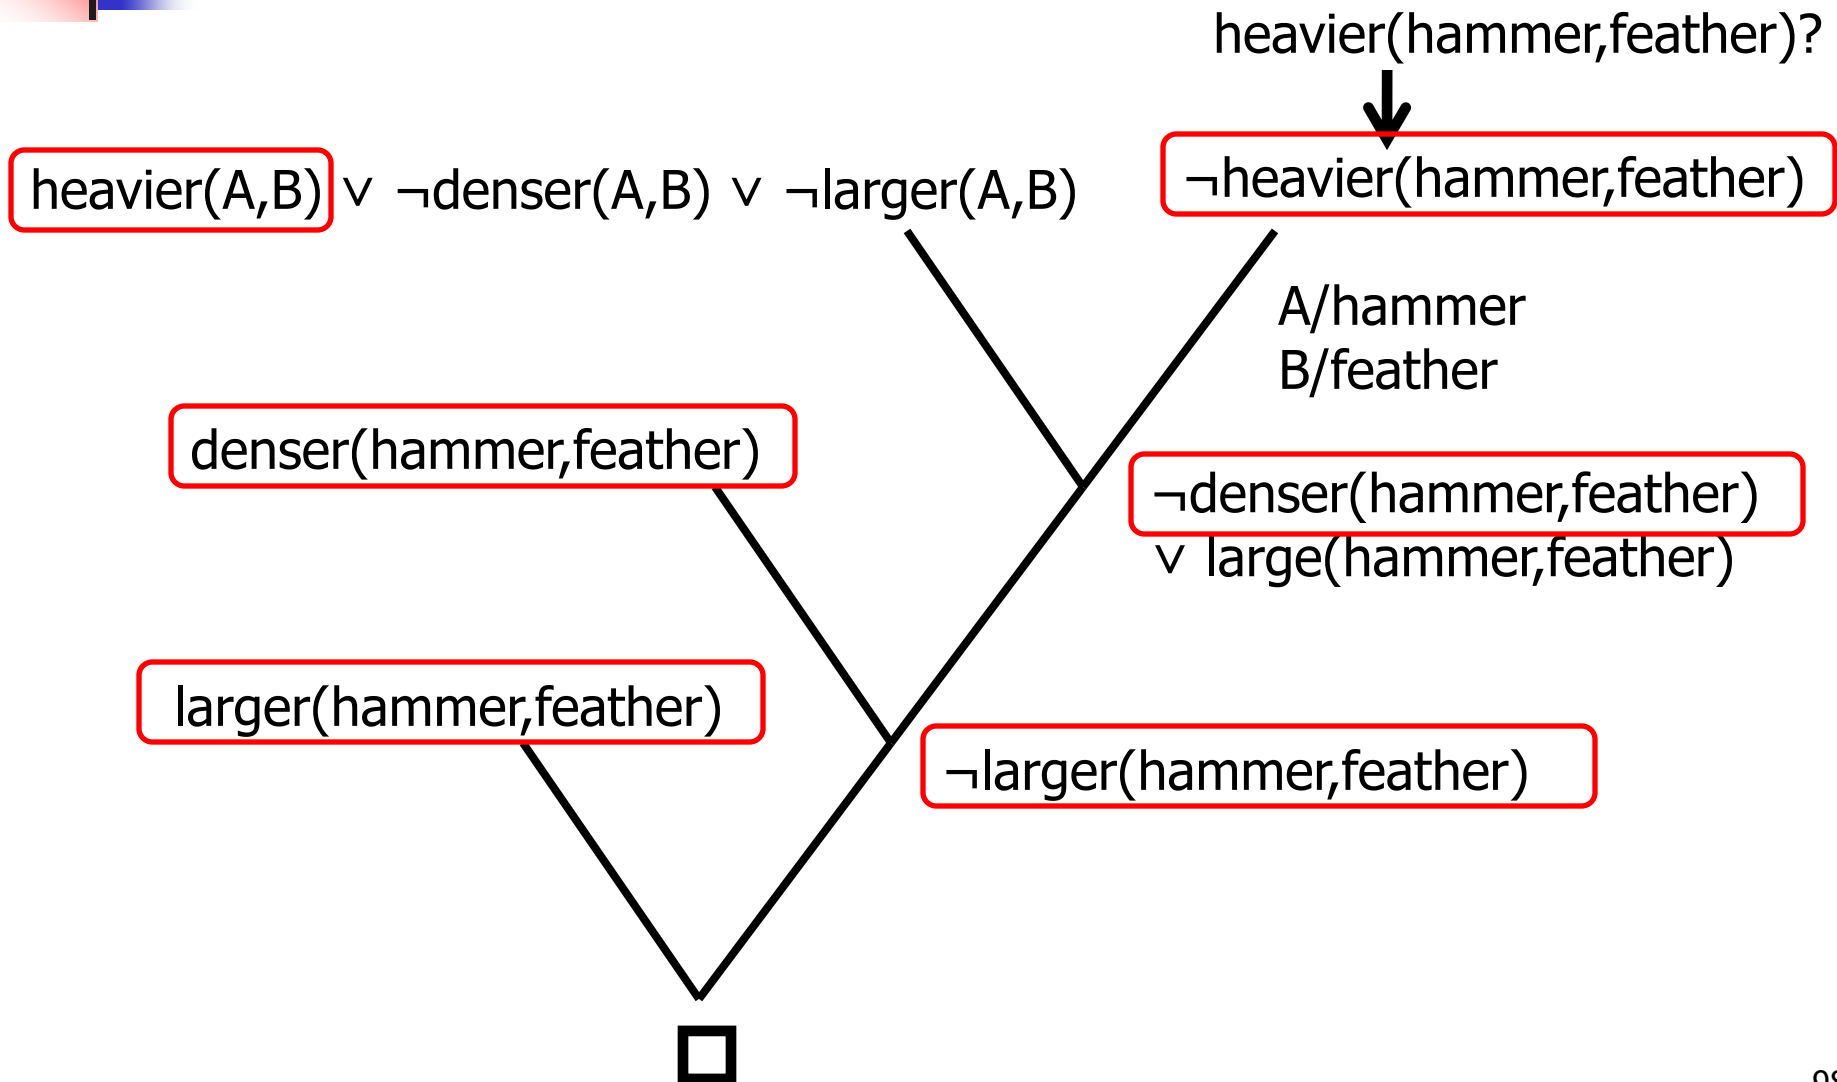 heavier(hammer,feather)?
heavier(A,B) ∨ ¬denser(A,B) ∨ ¬larger(A,B)
¬heavier(hammer,feather)
A/hammer
B/feather
denser(hammer,feather)
¬denser(hammer,feather)
∨ large(hammer,feather)
larger(hammer,feather)
¬larger(hammer,feather)